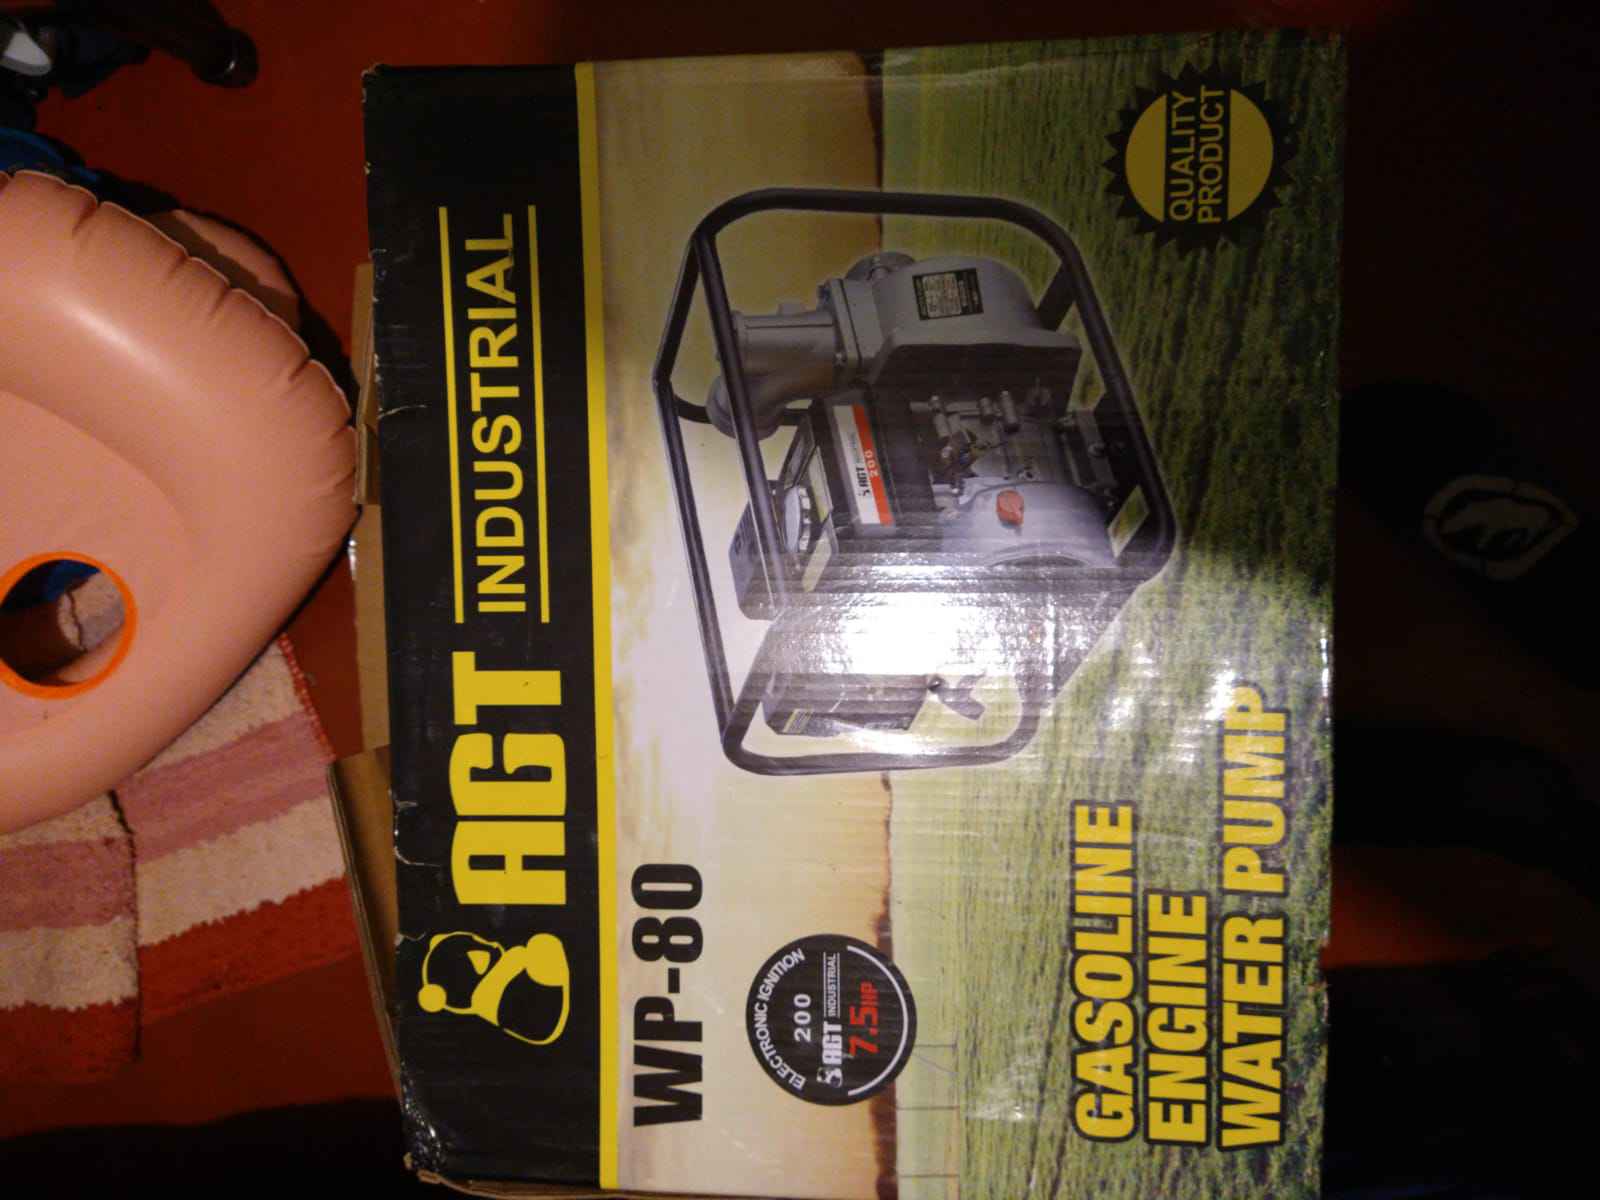 AGT INDUSTRIAL
QUALITY
PRODUCT
WP-80
AGT INDUSTRIAL
200
ELECTRONIC IGNITION
200
AGT INDUSTRIAL
7.5HP
GASOLINE
ENGINE
WATER PUMP